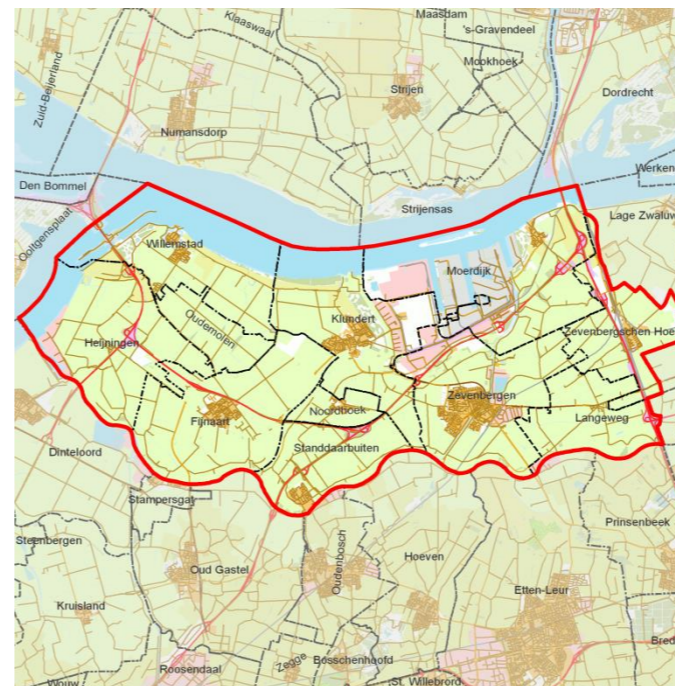 Klaaswaal
Maasdam
's-Gravendeel
Mookhoek
Zuid-Beijerland
Strijen
Dordrecht
Numansdorp
Werken
Den Bommel
Strijensas
Lage Zwaluw
Ooltgensplaat
Willemstad
Moerdijk
Oudemolen
Klundert
Zevenbergschen Hoe
Heijningen
Zevenbergen
Noordhoek
Fijnaart
Langeweg
Standdaarbuiten
Dinteloord
Stampersgat
Prinsenbeek
Steenbergen
Oudenbosch
Hoeven
Oud Gastel
Etten-Leur
Kruisland
Bred
Zegge
Bosschenhoofd
Roosendaal
St. Willebrord
Wouw